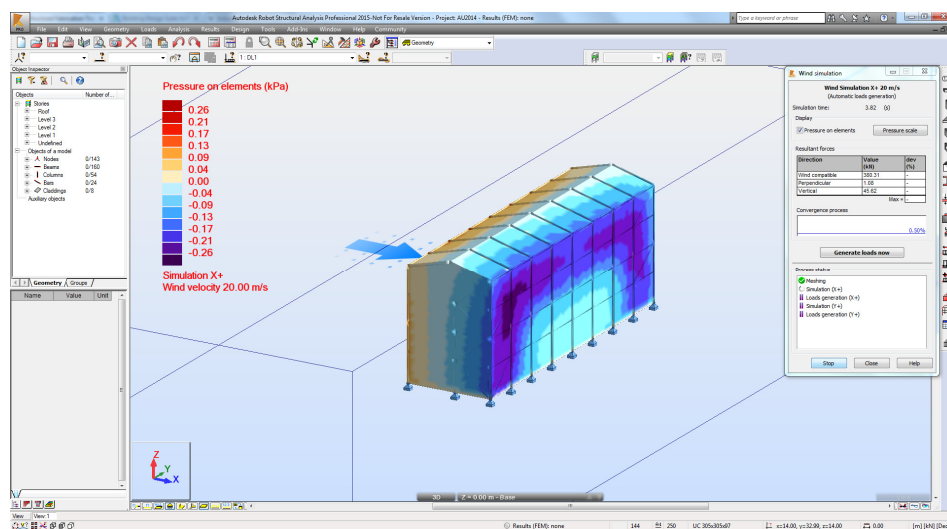 Autodesk Robot Structural Analysis Professional 2015-Not For Resale Version - Project: AU2014 - Results (FEM): none
Type a keyword or phrase
File Edit View Geometry Loads Analysis Results Design Tools Add-Ins Window Help Community
Geometry
1: DL1
Object Inspector
Objects Number of...
Stories
Roof
Level 3
Level 2
Level 1
Undefined
Objects of a model
Nodes 0/143
Beams 0/160
Columns 0/54
Bars 0/24
Claddings 0/8
Auxiliary objects
Geometry Groups
Name Value Unit
Pressure on elements (kPa)
0.26
0.21
0.17
0.13
0.09
0.04
0.00
-0.04
-0.09
-0.13
-0.17
-0.21
-0.26
Simulation X+
Wind velocity 20.00 m/s
Wind simulation
Wind Simulation X+ 20 m/s
(Automatic loads generation)
Simulation time: 3.82 (s)
Display
Pressure on elements
Pressure scale
Resultant forces
Direction Value (kN) dev (%)
Wind compatible 380.31 -
Perpendicular 1.08 -
Vertical 45.62 -
Max = -
Convergence process
0.50%
Generate loads now
Process status
Meshing
Simulation (X+)
Loads generation (X+)
Simulation (Y+)
Loads generation (Y+)
Stop Close Help
Z
Y
X
3D Z = 0.00 m - Base
View View:1
Results (FEM): none 144 250 UC 305x305x97 x=14.00, y=32.99, z=14.00 0.00 [m] [kN] [Deg